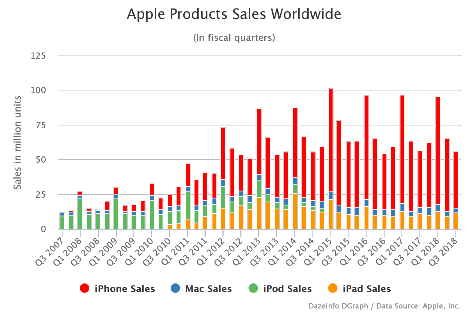 Apple Products Sales Worldwide
(In fiscal quarters)
Sales in million units
125
100
75
50
25
0
Q3 2007
Q1 2008
Q3 2008
Q1 2009
Q3 2009
Q1 2010
Q3 2010
Q1 2011
Q3 2011
Q1 2012
Q3 2012
Q1 2013
Q3 2013
Q1 2014
Q3 2014
Q1 2015
Q3 2015
Q1 2016
Q3 2016
Q1 2017
Q3 2017
Q1 2018
Q3 2018
iPhone Sales Mac Sales iPod Sales iPad Sales
Dazeinfo DGraph / Data Source: Apple, Inc.